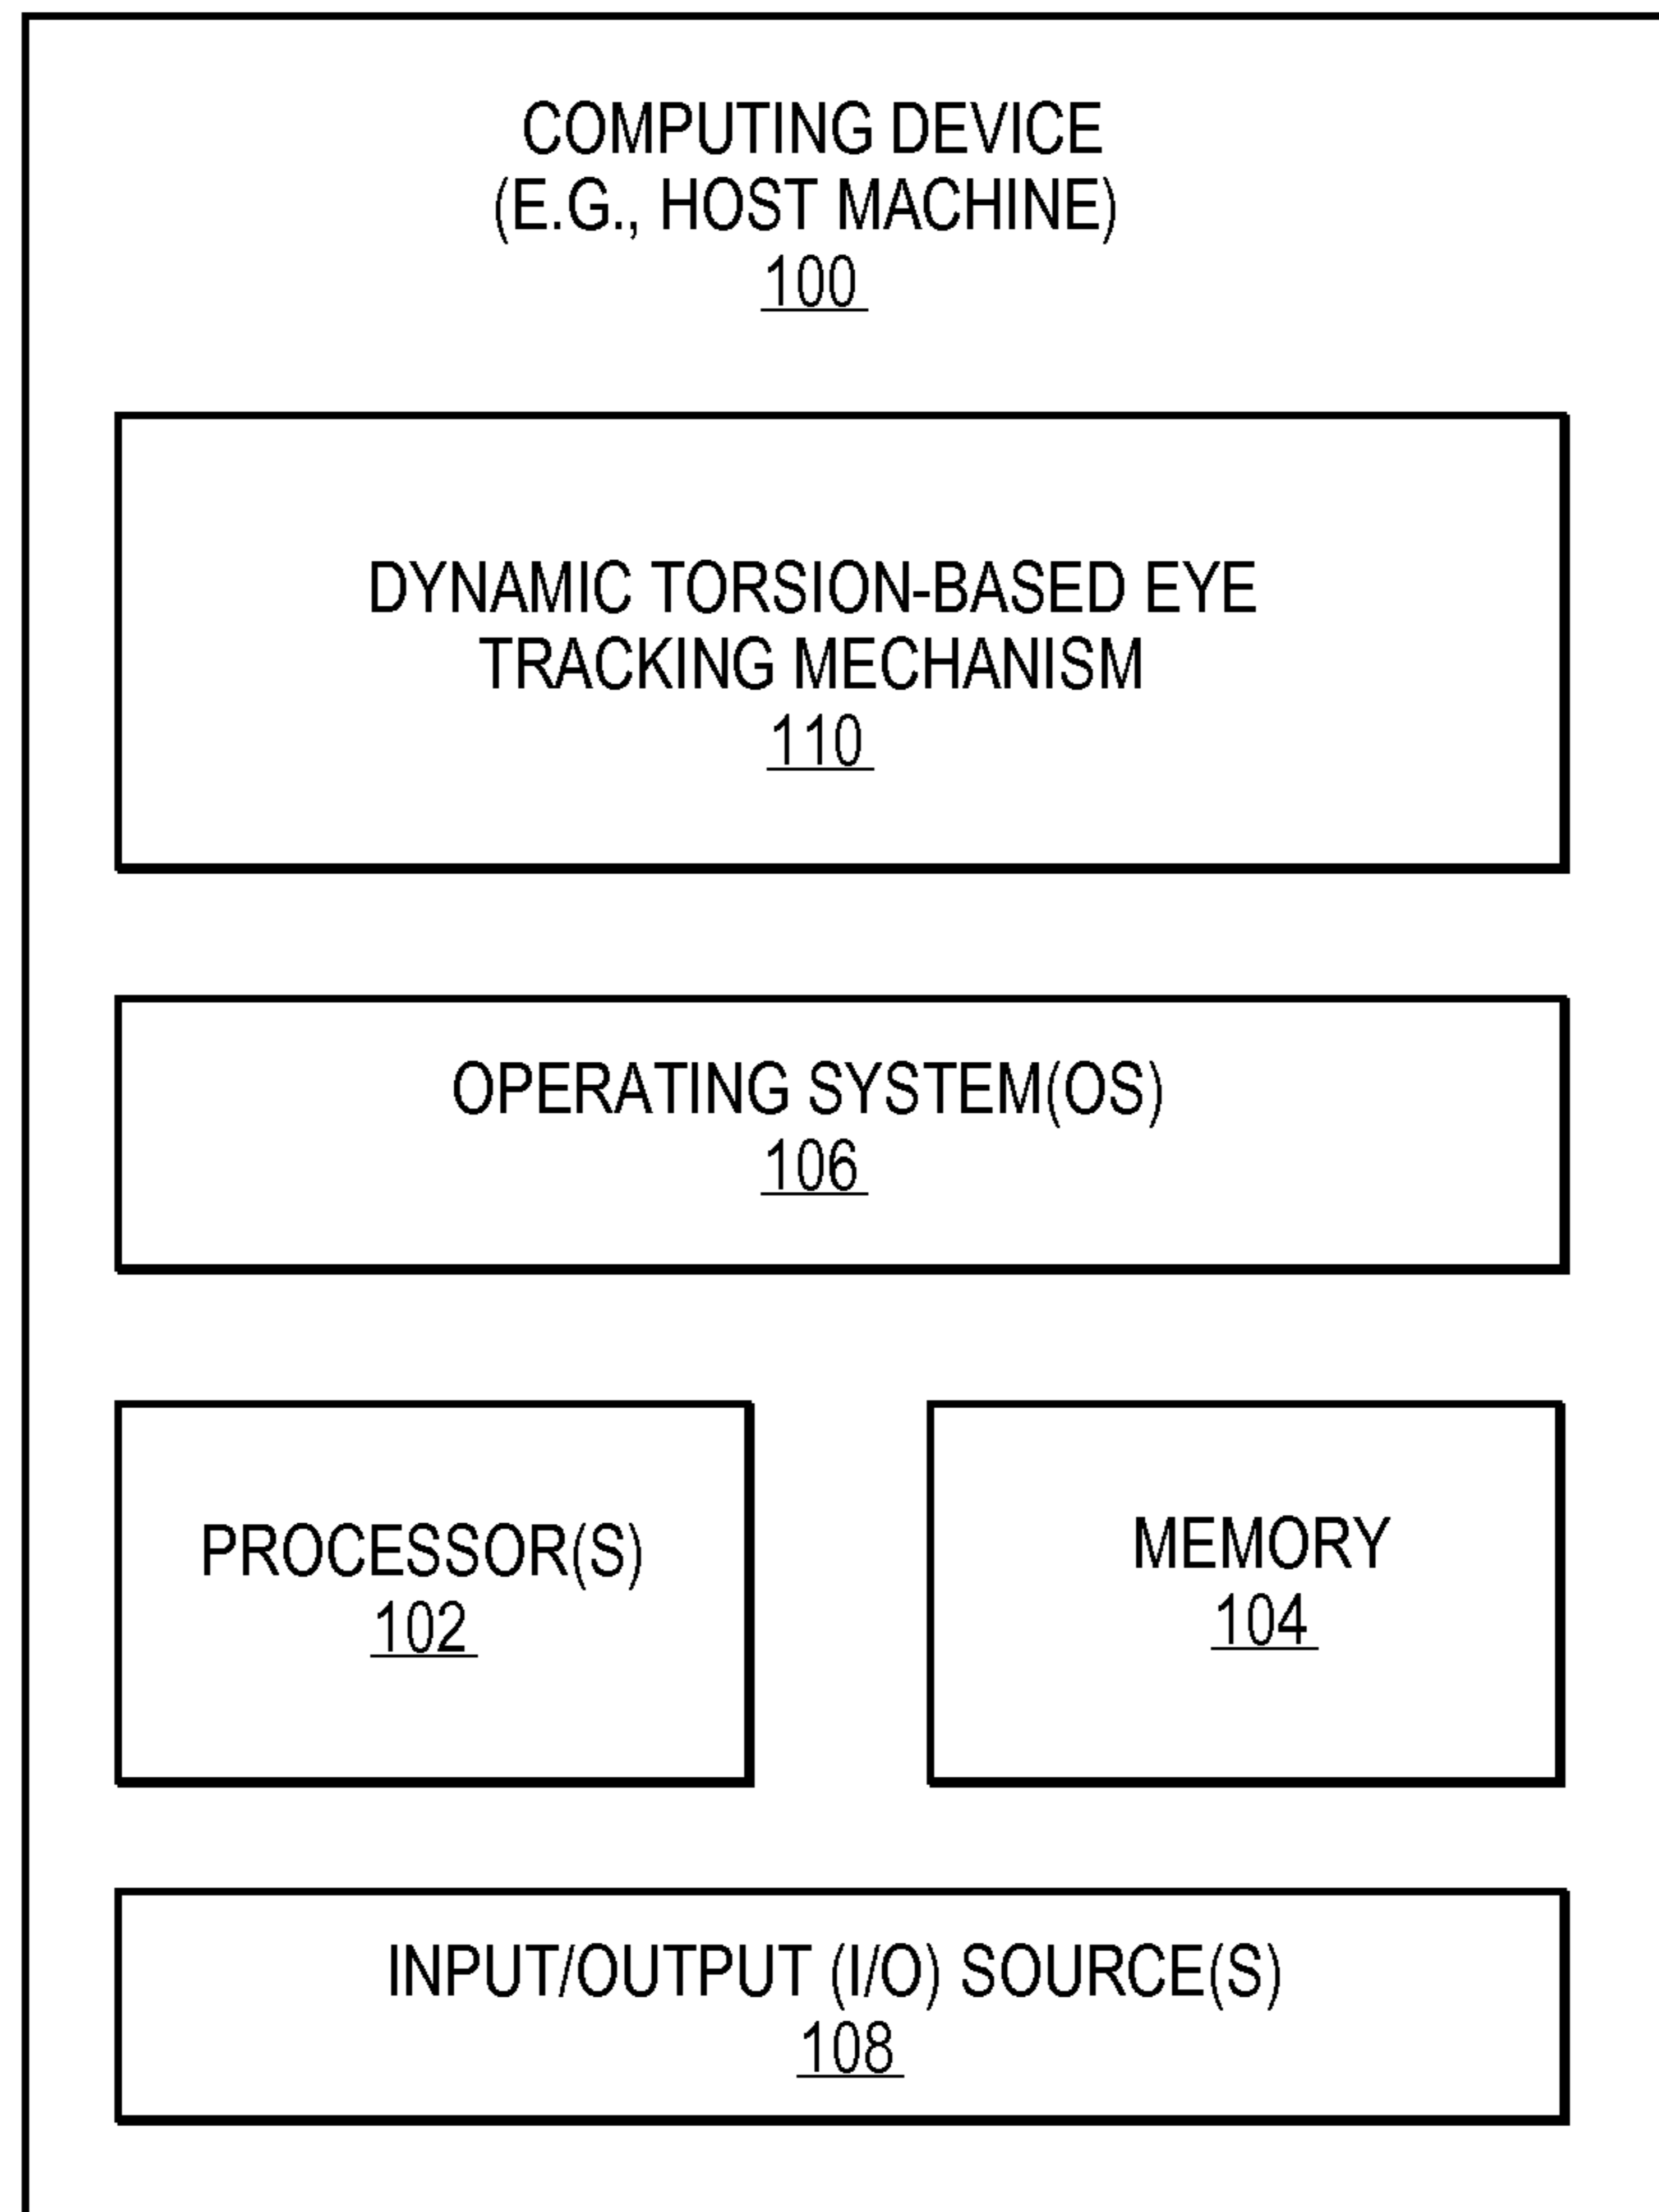 COMPUTING DEVICE
(E.G., HOST MACHINE)
100
DYNAMIC TORSION-BASED EYE
TRACKING MECHANISM
110
OPERATING SYSTEM(OS)
106
PROCESSOR(S)
102
MEMORY
104
INPUT/OUTPUT (I/O) SOURCE(S)
108